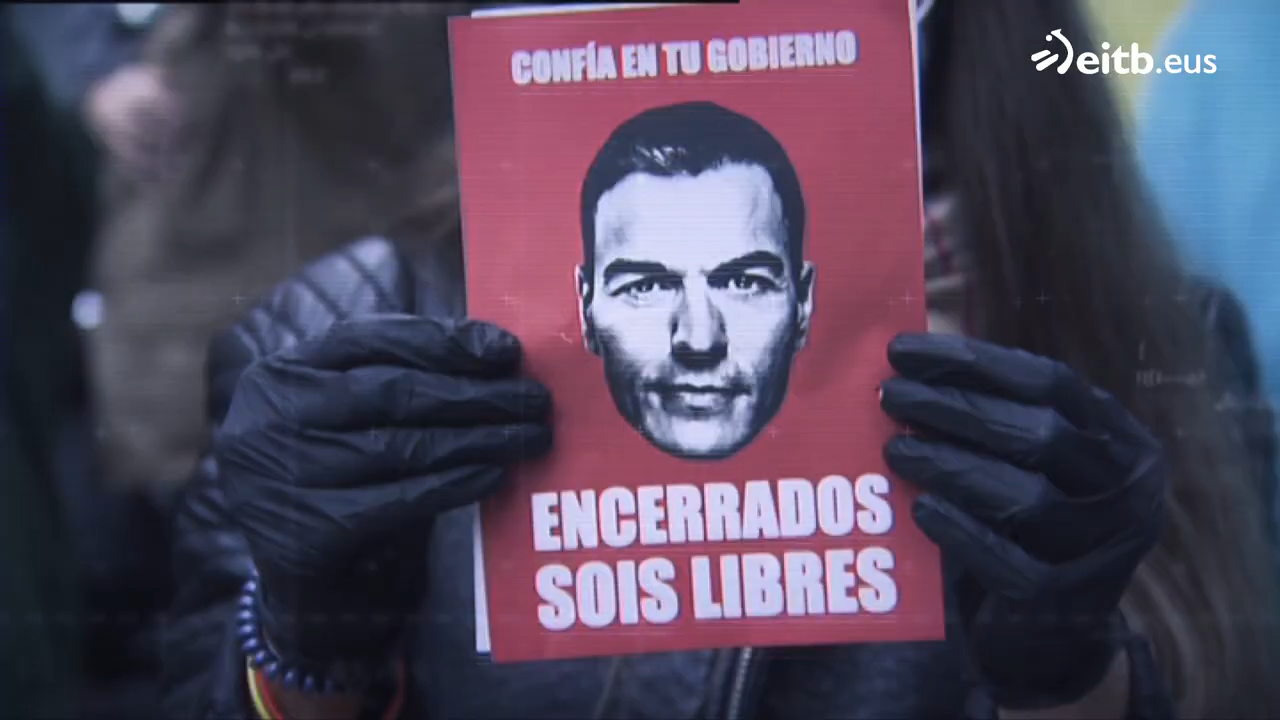 CONFÍA EN TU GOBIERNO
eitb.eus
ENCERRADOS
SOIS LIBRES